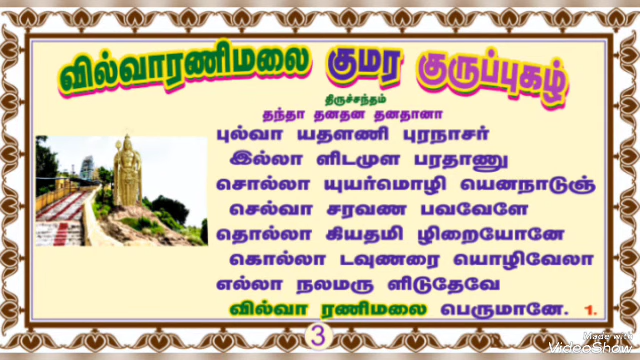 வில்வாரணிமலை குமர குருப்புகழ்
திருச்சந்தம்
தந்தா தனதன தனதானா
புல்வா யதளணி புரநாசர்
இல்லா ளிடமுள பரதாணு
சொல்லா யுயர்மொழி யெனநாடுஞ்
செல்வா சரவண பவவேளே
தொல்லா கியதமி ழிறையோனே
கொல்லா டவுணரை யொழிவேலா
எல்லா நலமரு ளிடுதேவே
வில்வா ரணிமலை பெருமானே. 1.
3
Made with
VideoShow